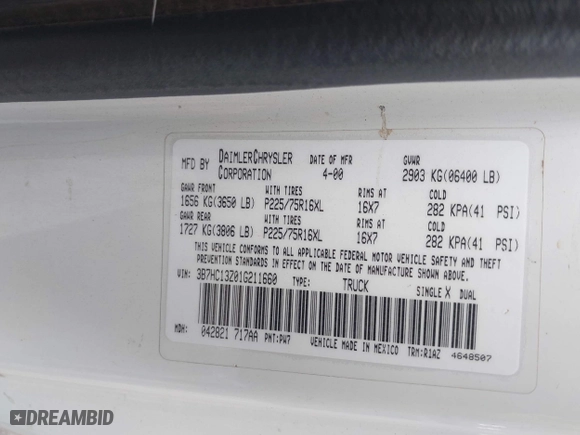 MFD BY DAIMLERCHRYSLER CORPORATION DATE OF MFR 4-00 GVWR 2903 KG(06400 LB)
GAWR FRONT WITH TIRES RIMS AT COLD
1656 KG(3650 LB) P225/75R16XL 16X7 282 KPA(41 PSI)
GAWR REAR WITH TIRES RIMS AT COLD
1727 KG(3806 LB) P225/75R16XL 16X7 282 KPA(41 PSI)
THIS VEHICLE CONFORMS TO ALL APPLICABLE FEDERAL MOTOR VEHICLE SAFETY AND THEFT
PREVENTION STANDARDS IN EFFECT ON THE DATE OF MANUFACTURE SHOWN ABOVE.
VIN: 3B7HC13Z01G211660 TYPE: TRUCK SINGLE X DUAL
MDH: 042821 717AA PNT:PW7 VEHICLE MADE IN MEXICO TRM:R1AZ 4648507
DREAMBID